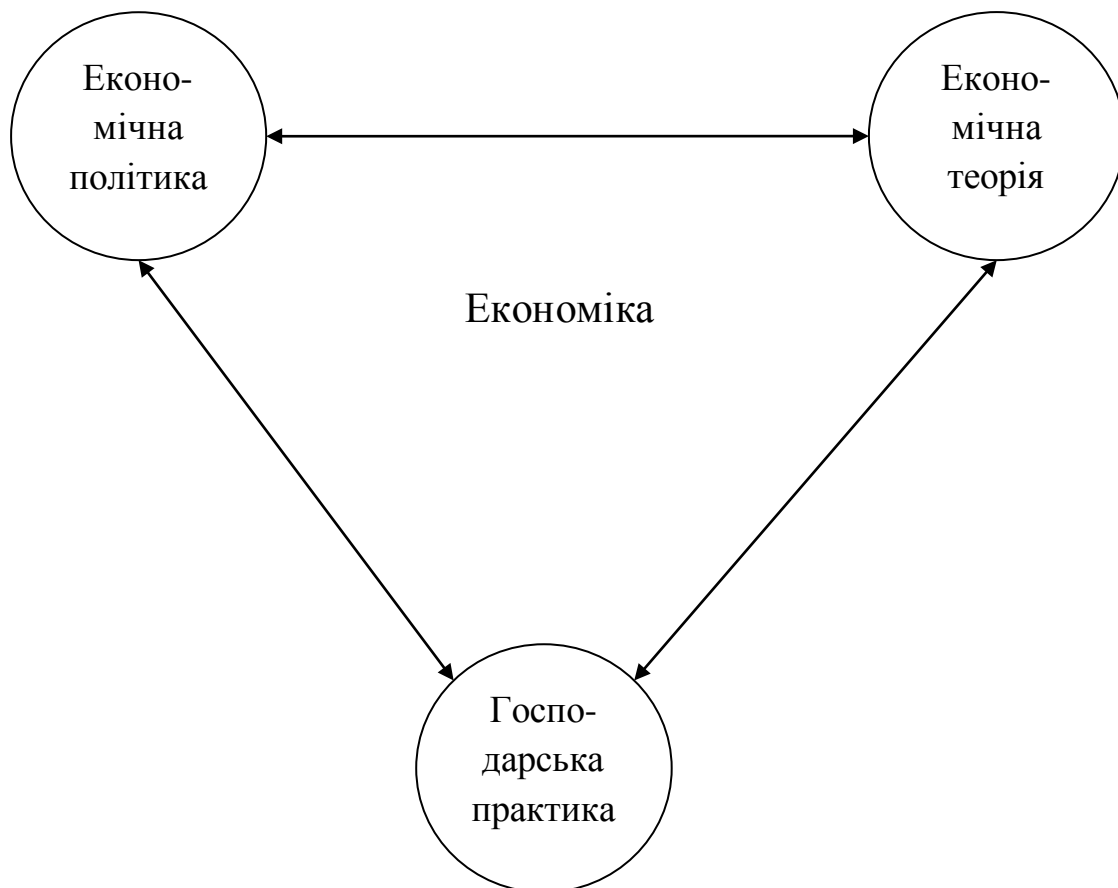 Еконо-
мічна
політика
Еконо-
мічна
теорія
Економіка
Госпо-
дарська
практика